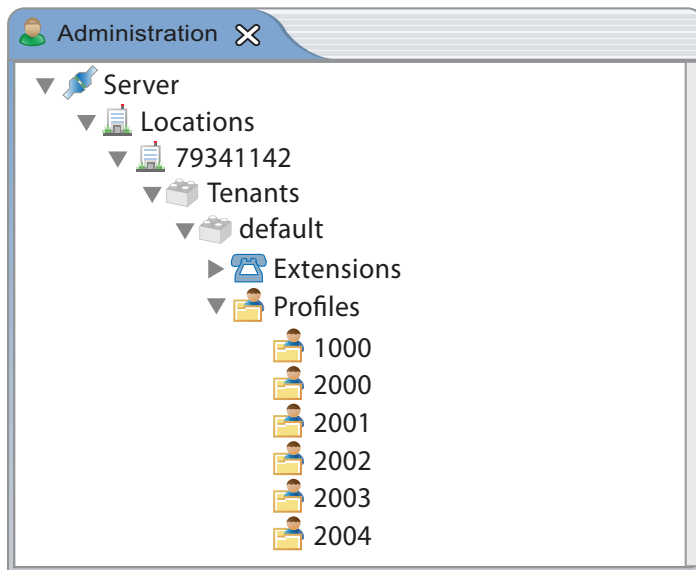 Administration
Server
Locations
79341142
Tenants
default
Extensions
Profiles
1000
2000
2001
2002
2003
2004